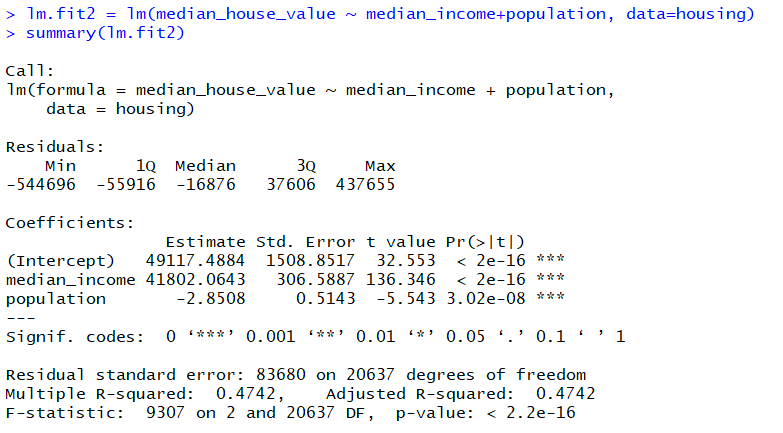 > lm.fit2 = lm(median_house_value ~ median_income+population, data=housing)
> summary(lm.fit2)

Call:
lm(formula = median_house_value ~ median_income + population,
    data = housing)

Residuals:
    Min      1Q  Median      3Q     Max
-544696  -55916  -16876   37606  437655

Coefficients:
                Estimate Std. Error t value Pr(>|t|)
(Intercept)   49117.4884  1508.8517  32.553  < 2e-16 ***
median_income 41802.0643   306.5887 136.346  < 2e-16 ***
population       -2.8508     0.5143  -5.543 3.02e-08 ***
---
Signif. codes:  0 ‘***’ 0.001 ‘**’ 0.01 ‘*’ 0.05 ‘.’ 0.1 ‘ ’ 1

Residual standard error: 83680 on 20637 degrees of freedom
Multiple R-squared:  0.4742,    Adjusted R-squared:  0.4742
F-statistic:  9307 on 2 and 20637 DF,  p-value: < 2.2e-16